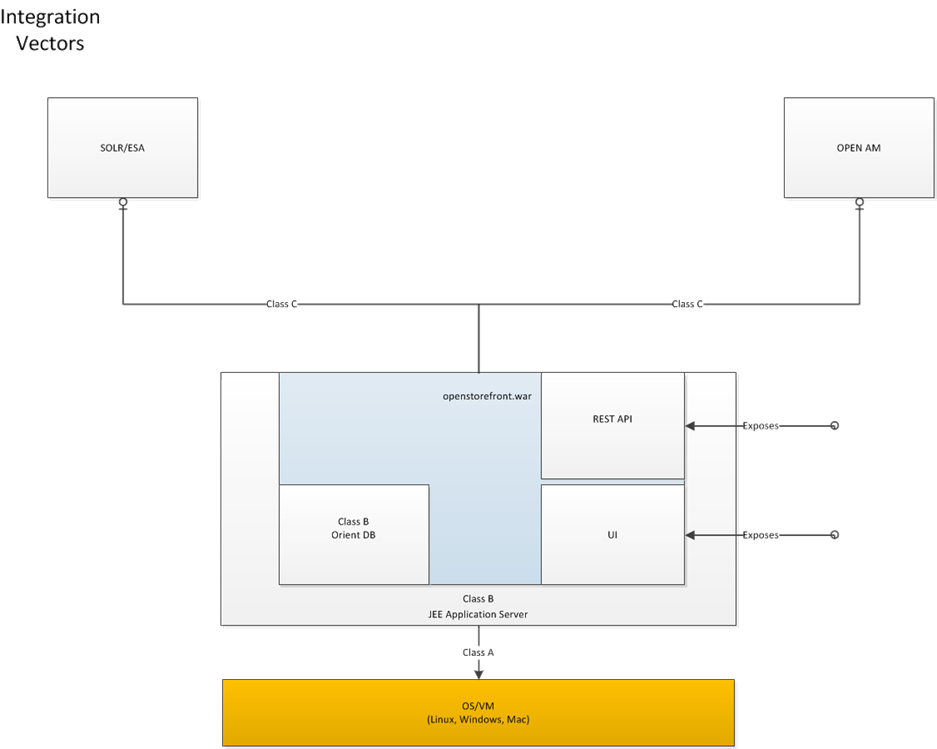 Integration
Vectors
SOLR/ESA
OPEN AM
Class C
Class C
openstorefront.war
REST API
Exposes
Class B
Orient DB
UI
Exposes
Class B
JEE Application Server
Class A
OS/VM
(Linux, Windows, Mac)